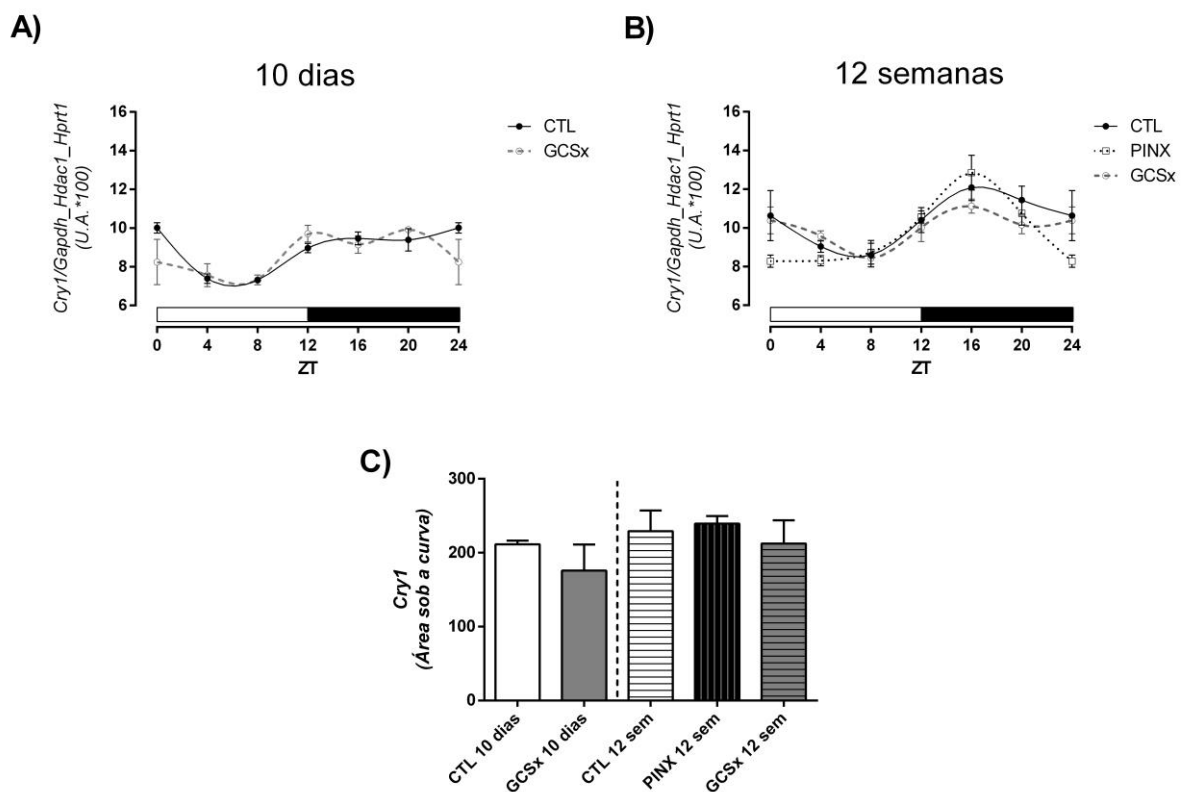 A)
10 dias
Cry1/Gapdh_Hdac1_Hprt1
(U.A. *100)
16
14
12
10
8
6
0 4 8 12 16 20 24
ZT
CTL
GCSx
B)
12 semanas
Cry1/Gapdh_Hdac1_Hprt1
(U.A. *100)
16
14
12
10
8
6
0 4 8 12 16 20 24
ZT
CTL
PINX
GCSx
C)
Cry1
(Área sob a curva)
300
200
100
0
CTL 10 dias
GCSx 10 dias
CTL 12 sem
PINX 12 sem
GCSx 12 sem